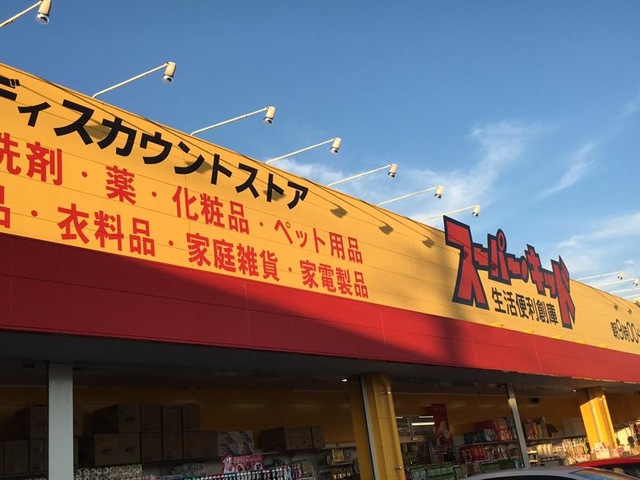 ディスカウントストア
洗剤・薬・化粧品・ペット用品
品・衣料品・家庭雑貨・家電製品
スーパー・キッド
生活便利創庫